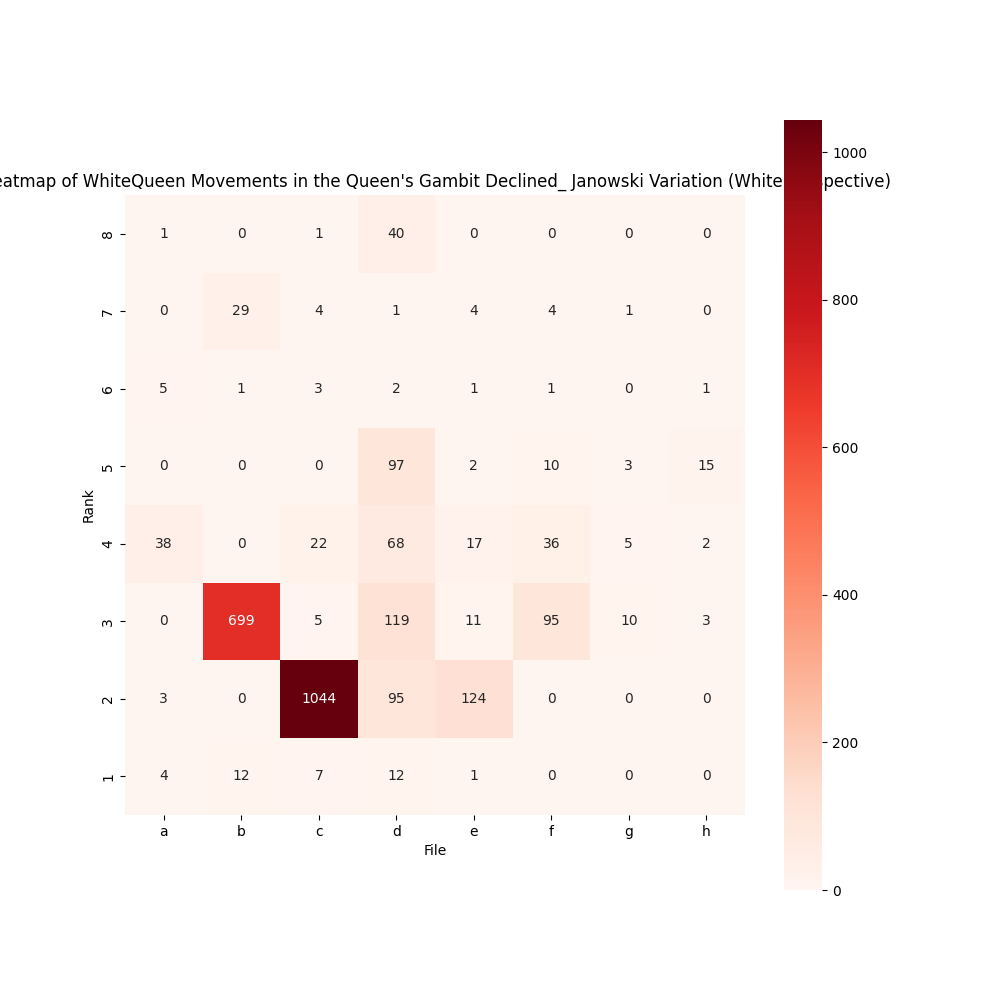 eatmap of WhiteQueen Movements in the Queen's Gambit Declined_ Janowski Variation (White spective)
8 1 0 1 40 0 0 0 0
7 0 29 4 1 4 4 1 0
6 5 1 3 2 1 1 0 1
5 0 0 0 97 2 10 3 15
4 38 0 22 68 17 36 5 2
3 0 699 5 119 11 95 10 3
2 3 0 1044 95 124 0 0 0
1 4 12 7 12 1 0 0 0
a b c d e f g h
File
Rank
1000
800
600
400
200
0